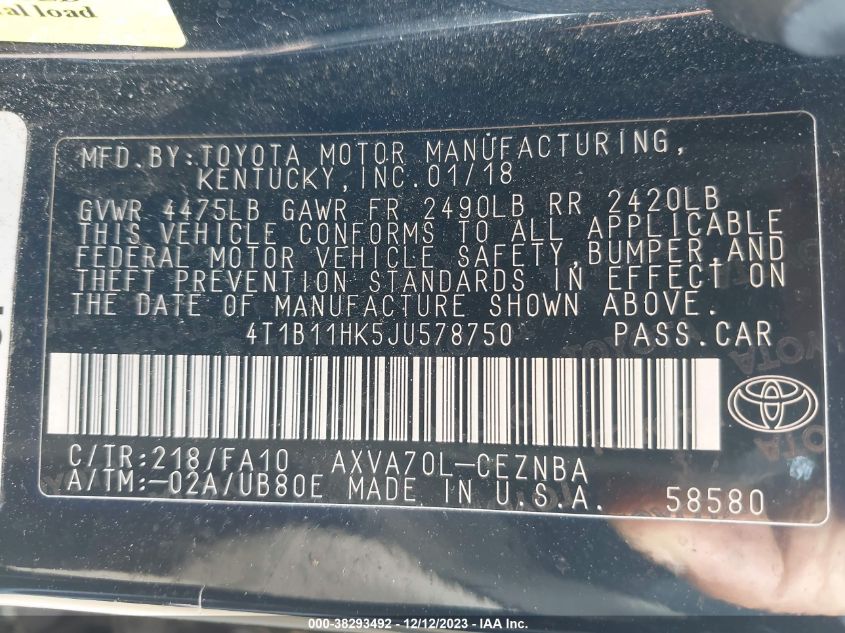 al load
MFD.BY:TOYOTA MOTOR MANUFACTURING,
KENTUCKY,INC.01/18
GVWR 4475LB GAWR FR 2490LB RR 2420LB
THIS VEHICLE CONFORMS TO ALL APPLICABLE
FEDERAL MOTOR VEHICLE SAFETY,BUMPER,AND
THEFT PREVENTION STANDARDS IN EFFECT ON
THE DATE OF MANUFACTURE SHOWN ABOVE.
4T1B11HK5JU578750 PASS.CAR
C/TR:218/FA10 AXVA70L-CEZNBA
A/TM:-02A/UB80E MADE IN U.S.A. 58580
000-38293492 - 12/12/2023 - IAA, Inc.